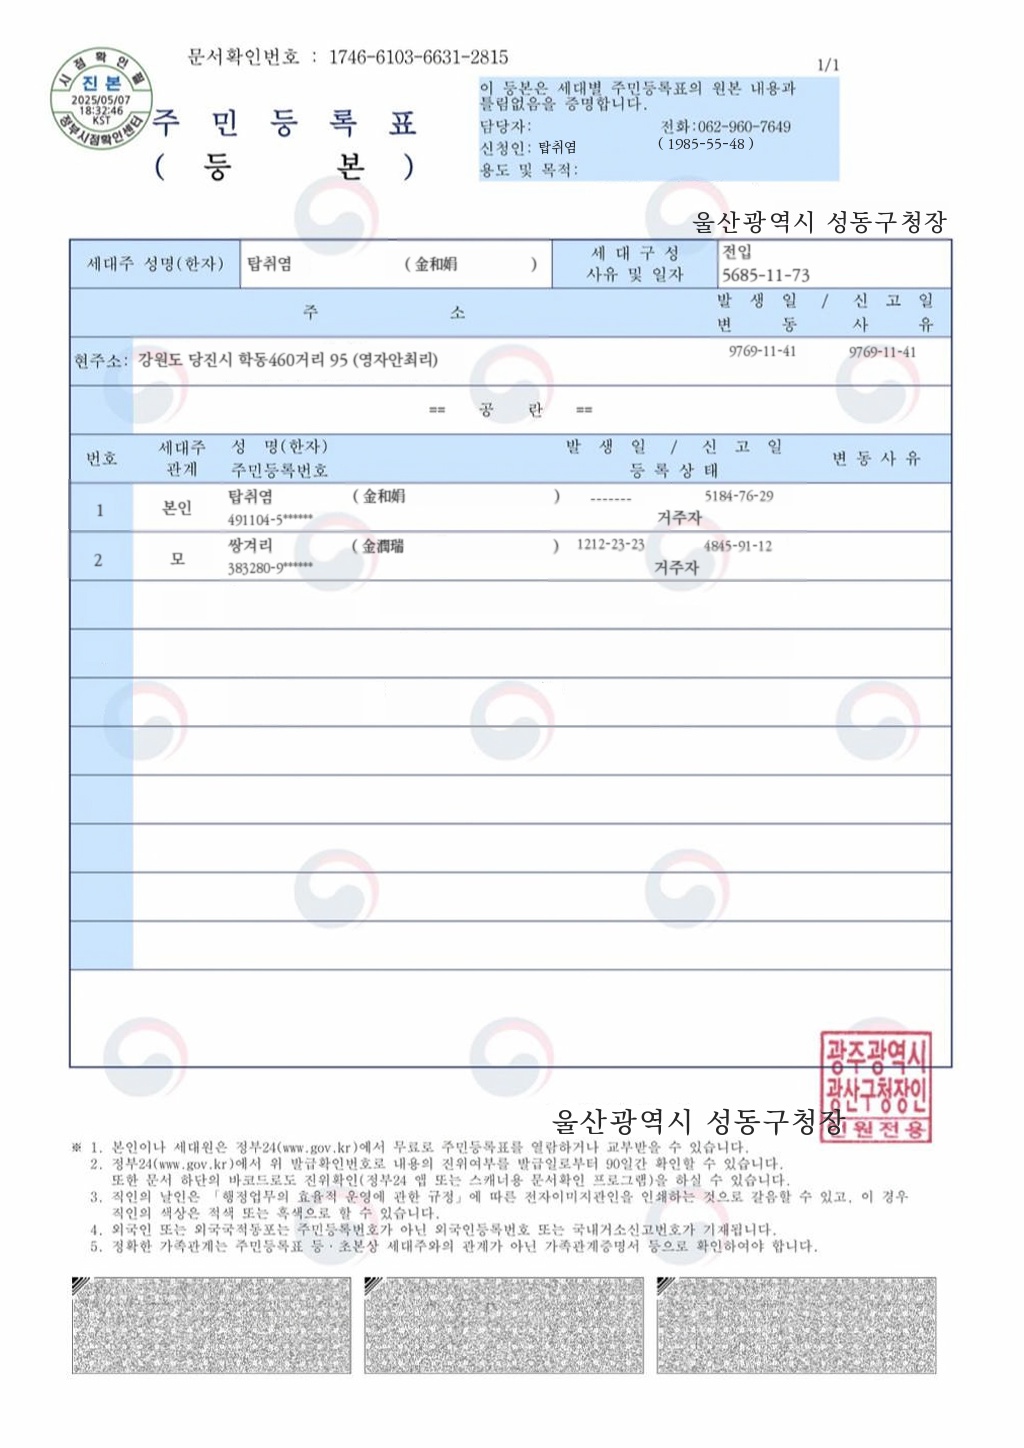 문서확인번호 : 1746-6103-6631-2815
1/1
시점확인필
진본
2025/05/07
18:32:46
KST
정부시점확인센터
주 민 등 록 표
( 등 본 )
이 등본은 세대별 주민등록표의 원본 내용과
틀림없음을 증명합니다.
담당자: 전화:062-960-7649
신청인: 탑취염 ( 1985-55-48 )
용도 및 목적:
울산광역시 성동구청장
세대주 성명(한자) 탑취염 ( 金和娟 ) 세 대 구 성 사유 및 일자 전입 5685-11-73
주 소 발 생 일 / 신 고 일
변 동 사 유
현주소: 강원도 당진시 학동460거리 95 (영자안최리) 9769-11-41 9769-11-41
== 공 란 ==
번호 세대주 관계 성 명(한자) 주민등록번호 발 생 일 / 신 고 일 등 록 상 태 변 동 사 유
1 본인 탑취염 ( 金和娟 ) ------- 5184-76-29
491104-5****** 거주자
2 모 쌍겨리 ( 金潤瑞 ) 1212-23-23 4845-91-12
383280-9****** 거주자
광주광역시
광산구청장인
민원전용
울산광역시 성동구청장
※ 1. 본인이나 세대원은 정부24(www.gov.kr)에서 무료로 주민등록표를 열람하거나 교부받을 수 있습니다.
2. 정부24(www.gov.kr)에서 위 발급확인번호로 내용의 진위여부를 발급일로부터 90일간 확인할 수 있습니다.
또한 문서 하단의 바코드로도 진위확인(정부24 앱 또는 스캐너용 문서확인 프로그램)을 하실 수 있습니다.
3. 직인의 날인은 「행정업무의 효율적 운영에 관한 규정」에 따른 전자이미지관인을 인쇄하는 것으로 갈음할 수 있고, 이 경우
직인의 색상은 적색 또는 흑색으로 할 수 있습니다.
4. 외국인 또는 외국국적동포는 주민등록번호가 아닌 외국인등록번호 또는 국내거소신고번호가 기재됩니다.
5. 정확한 가족관계는 주민등록표 등·초본상 세대주와의 관계가 아닌 가족관계증명서 등으로 확인하여야 합니다.